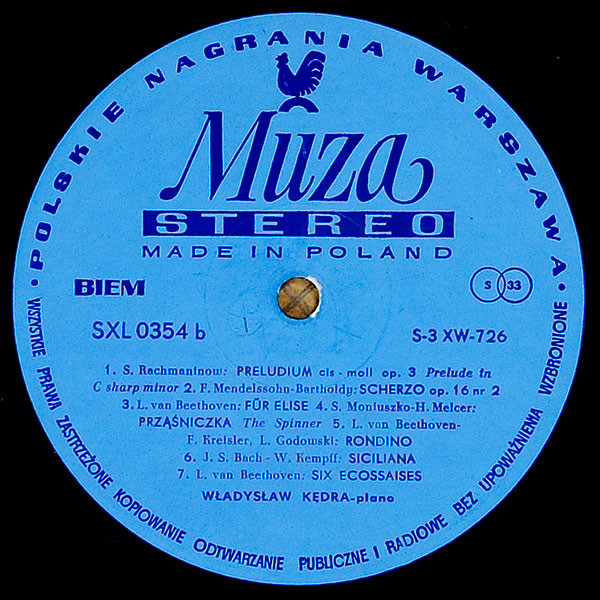 • POLSKIE NAGRANIA WARSZAWA •
Muza
STEREO
MADE IN POLAND
BIEM
S 33
SXL 0354 b
S-3 XW-726
1. S. Rachmaninow: PRELUDIUM cis-moll op. 3 Prelude in
C sharp minor 2. F. Mendelssohn-Bartholdy: SCHERZO op. 16 nr 2
3. L. van Beethoven: FÜR ELISE 4. S. Moniuszko-H. Melcer:
PRZĄŚNICZKA The Spinner 5. L. van Beethoven-
F. Kreisler, L. Godowski: RONDINO
6. J. S. Bach - W. Kempff: SICILIANA
7. L. van Beethoven: SIX ECOSSAISES
WŁADYSŁAW KĘDRA-piano
WSZYSTKIE PRAWA ZASTRZEŻONE KOPIOWANIE ODTWARZANIE PUBLICZNE I RADIOWE BEZ UPOWAŻNIENIA WZBRONIONE